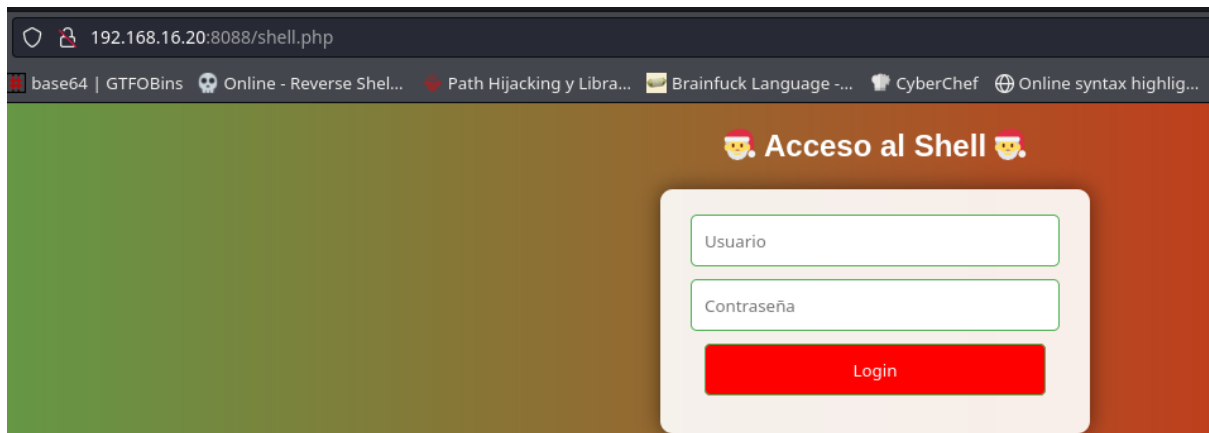 192.168.16.20:8088/shell.php
base64 | GTFOBins Online - Reverse Shel... Path Hijacking y Libra... Brainfuck Language -... CyberChef Online syntax highlig...
🎅 Acceso al Shell 🎅
Usuario
Contraseña
Login